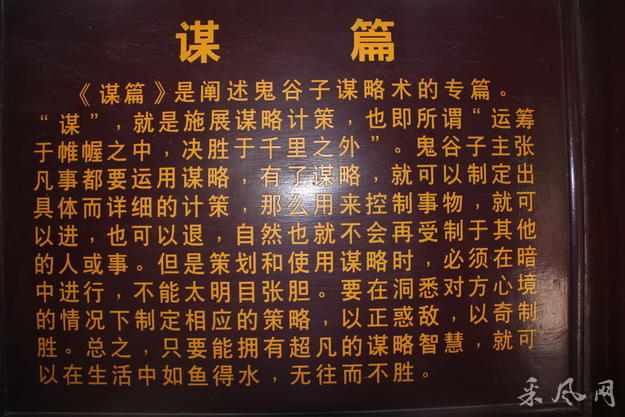 谋 篇
《谋篇》是阐述鬼谷子谋略术的专篇。
“谋”，就是施展谋略计策，也即所谓“运筹
于帷幄之中，决胜于千里之外”。鬼谷子主张
凡事都要运用谋略，有了谋略，就可以制定出
具体而详细的计策，那么用来控制事物，就可
以进，也可以退，自然也就不会再受制于其他
的人或事。但是策划和使用谋略时，必须在暗
中进行，不能太明目张胆。要在洞悉对方心境
的情况下制定相应的策略，以正惑敌，以奇制
胜。总之，只要能拥有超凡的谋略智慧，就可
以在生活中如鱼得水，无往而不胜。
采风网